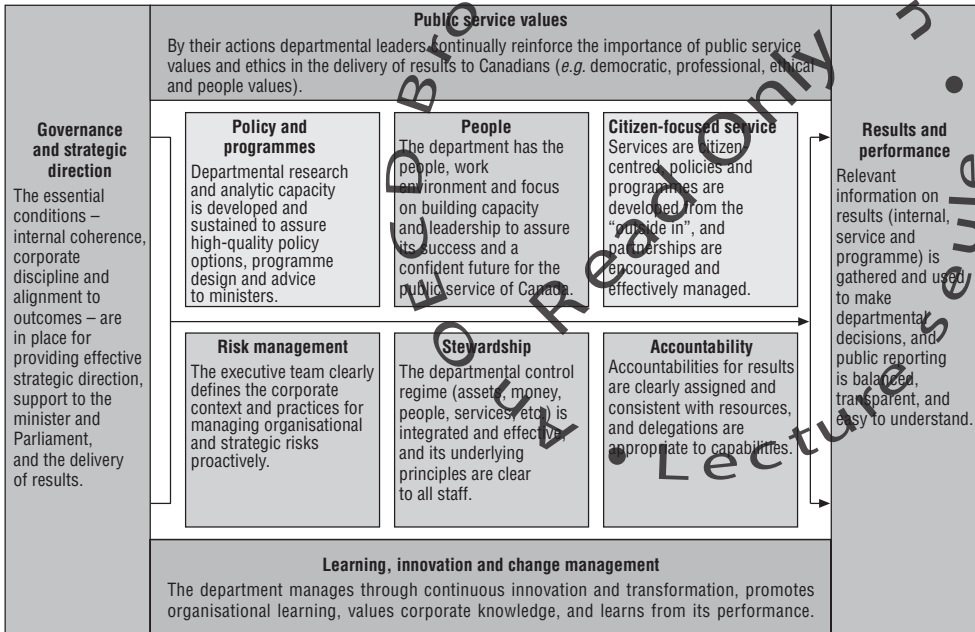 Public service values
By their actions departmental leaders continually reinforce the importance of public service
values and ethics in the delivery of results to Canadians (e.g. democratic, professional, ethical
and people values).
Governance
and strategic
direction
The essential
conditions –
internal coherence,
corporate
discipline and
alignment to
outcomes – are
in place for
providing effective
strategic direction,
support to the
minister and
Parliament,
and the delivery
of results.
Policy and
programmes
Departmental research
and analytic capacity
is developed and
sustained to assure
high-quality policy
options, programme
design and advice
to ministers.
People
The department has the
people, work
environment and focus
on building capacity
and leadership to assure
its success and a
confident future for the
public service of Canada.
Citizen-focused service
Services are citizen-
centred, policies and
programmes are
developed from the
“outside in”, and
partnerships are
encouraged and
effectively managed.
Risk management
The executive team clearly
defines the corporate
context and practices for
managing organisational
and strategic risks
proactively.
Stewardship
The departmental control
regime (assets, money,
people, services, etc.) is
integrated and effective,
and its underlying
principles are clear
to all staff.
Accountability
Accountabilities for results
are clearly assigned and
consistent with resources,
and delegations are
appropriate to capabilities.
Results and
performance
Relevant
information on
results (internal,
service and
programme) is
gathered and used
to make
departmental
decisions, and
public reporting
is balanced,
transparent, and
easy to understand.
Learning, innovation and change management
The department manages through continuous innovation and transformation, promotes
organisational learning, values corporate knowledge, and learns from its performance.
OECD Bro
Read Only
• Lecture seule •